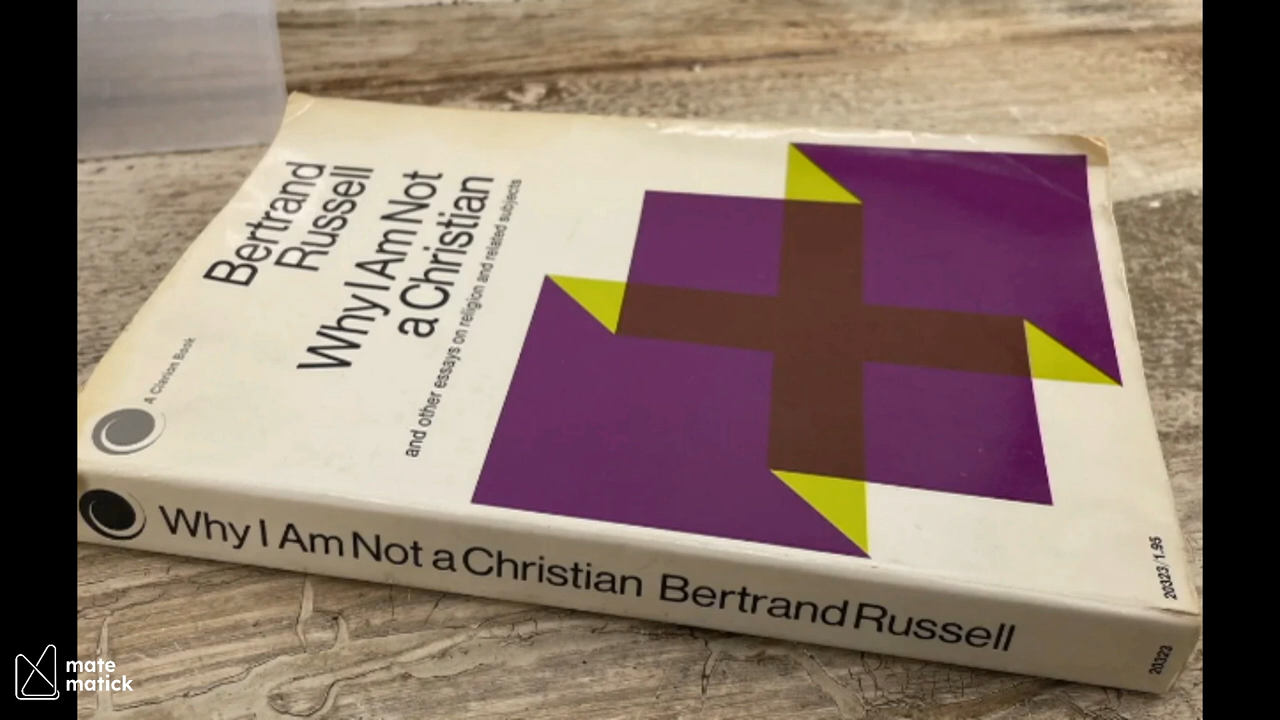 Bertrand
Russell
Why I Am Not
a Christian
and other essays on religion and related subjects
A Clarion Book
20323/1.95
Why I Am Not a Christian Bertrand Russell
20323
mate
matick